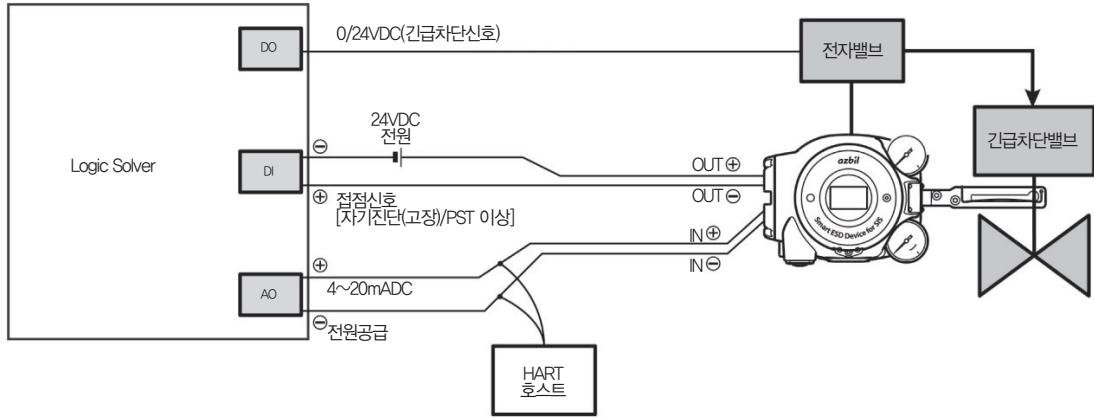 DO
0/24VDC(긴급차단신호)
전자밸브
24VDC
전원
⊖
Logic Solver
DI
OUT ⊕
azbil
긴급차단밸브
⊕ 접점신호
[자기진단(고장)/PST 이상]
OUT ⊖
Smart ESD Device for SIS
IN ⊕
IN ⊖
⊕
AO
4～20mADC
⊖ 전원공급
HART
호스트